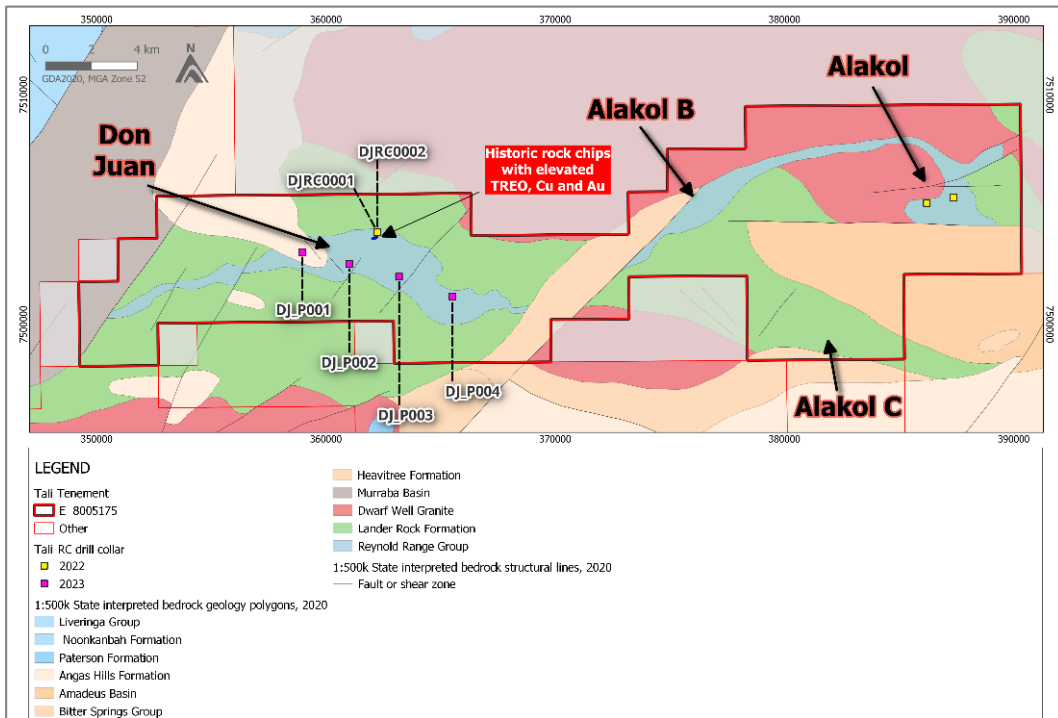 350000 360000 370000 380000 390000
0 2 4 km
N
GDA2020, MGA Zone 52
7510000
7510000
Alakol
Alakol B
Don
Juan
DJRC0002
DJRC0001
Historic rock chips
with elevated
TREO, Cu and Au
DJ_P001
DJ_P002
DJ_P003
DJ_P004
Alakol C
7500000
7500000
350000 360000 370000 380000 390000
LEGEND
Tali Tenement
E 8005175
Other
Tali RC drill collar
2022
2023
1:500k State interpreted bedrock geology polygons, 2020
Liveringa Group
Noonkanbah Formation
Paterson Formation
Angas Hills Formation
Amadeus Basin
Bitter Springs Group
Heavitree Formation
Murraba Basin
Dwarf Well Granite
Lander Rock Formation
Reynold Range Group
1:500k State interpreted bedrock structural lines, 2020
Fault or shear zone